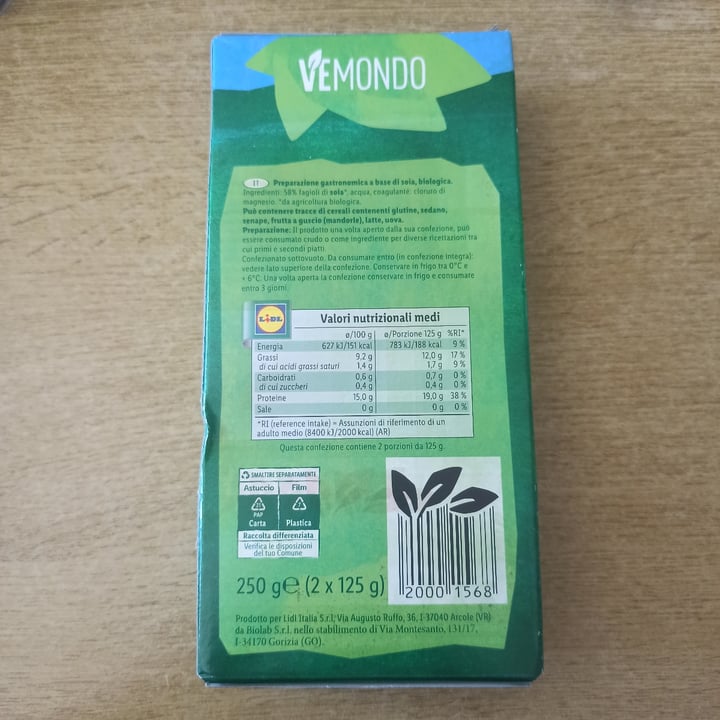 VEMONDO
IT Preparazione gastronomica a base di soia, biologica.
Ingredienti: 58% fagioli di soia*, acqua, coagulante: cloruro di
magnesio. *da agricoltura biologica.
Può contenere tracce di cereali contenenti glutine, sedano,
senape, frutta a guscio (mandorle), latte, uova.
Preparazione: Il prodotto una volta aperto dalla sua confezione, può
essere consumato crudo o come ingrediente per diverse ricettazioni tra
cui primi e secondi piatti.
Confezionato sottovuoto. Da consumare entro (in confezione integra):
vedere lato superiore della confezione. Conservare in frigo tra 0°C e
+ 6°C. Una volta aperta la confezione conservare in frigo e consumare
entro 3 giorni.
LIDL
Valori nutrizionali medi
ø/100 g ø/Porzione 125 g %RI*
Energia 627 kJ/151 kcal 783 kJ/188 kcal 9 %
Grassi 9,2 g 12,0 g 17 %
di cui acidi grassi saturi 1,4 g 1,7 g 9 %
Carboidrati 0,6 g 0,7 g 0 %
di cui zuccheri 0,4 g 0,4 g 0 %
Proteine 15,0 g 19,0 g 38 %
Sale 0 g 0 g 0 %
*RI (reference intake) = Assunzioni di riferimento di un
adulto medio (8400 kJ/2000 kcal) (AR)
Questa confezione contiene 2 porzioni da 125 g.
SMALTIRE SEPARATAMENTE
Astuccio Film
21 7
PAP
Carta Plastica
Raccolta differenziata
Verifica le disposizioni
del tuo Comune
250 g e (2 x 125 g)
2000 1568
Prodotto per Lidl Italia S.r.l; Via Augusto Ruffo, 36, I-37040 Arcole (VR)
da Biolab S.r.l. nello stabilimento di Via Montesanto, 131/17,
I-34170 Gorizia (GO).